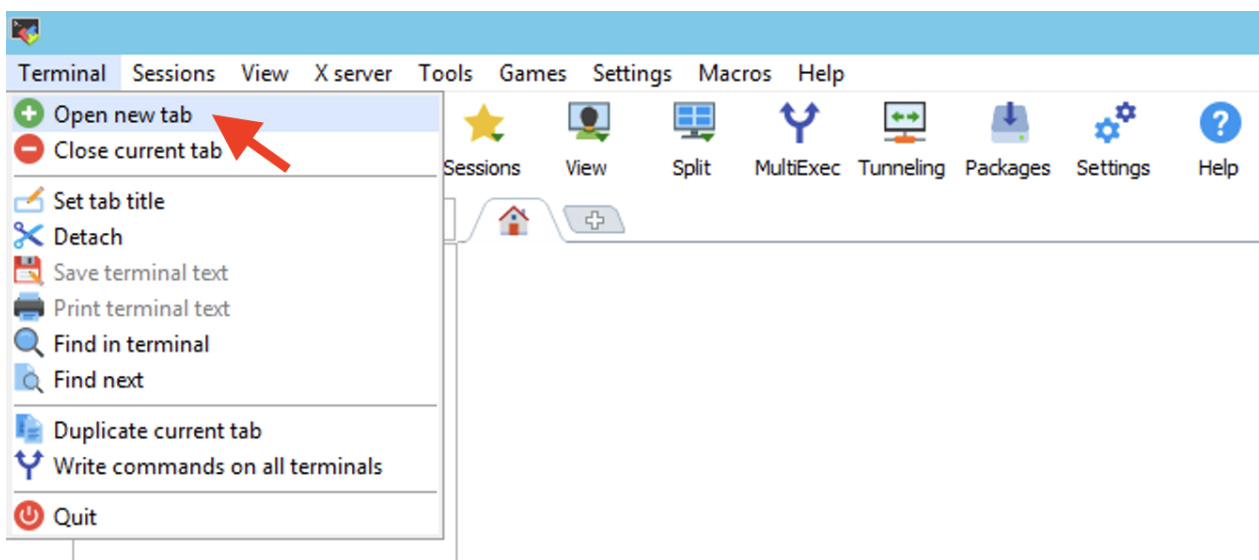 Terminal Sessions View X server Tools Games Settings Macros Help
Open new tab
Close current tab
Set tab title
Detach
Save terminal text
Print terminal text
Find in terminal
Find next
Duplicate current tab
Write commands on all terminals
Quit
Sessions View Split MultiExec Tunneling Packages Settings Help